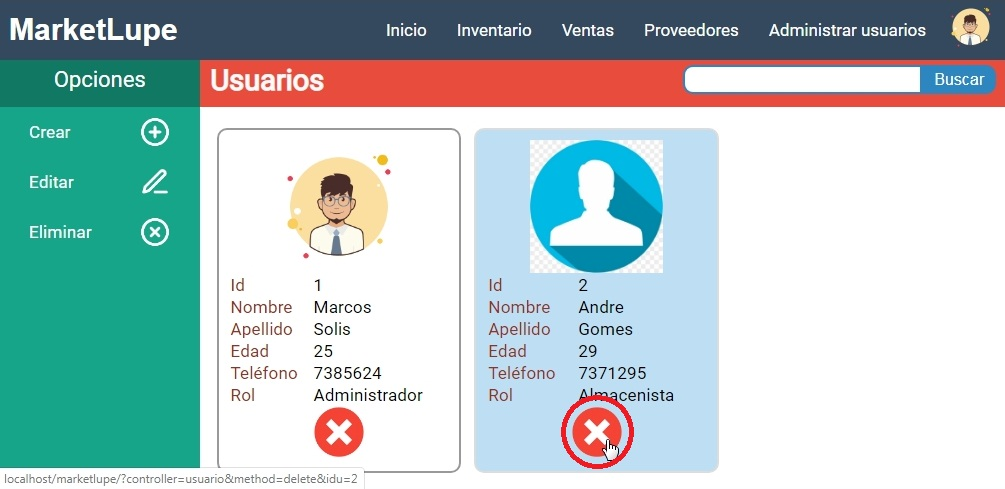 MarketLupe Inicio Inventario Ventas Proveedores Administrar usuarios
Opciones
Usuarios
Buscar
Crear
Editar
Eliminar
Id 1
Nombre Marcos
Apellido Solis
Edad 25
Teléfono 7385624
Rol Administrador
Id 2
Nombre Andre
Apellido Gomes
Edad 29
Teléfono 7371295
Rol Almacenista
localhost/marketlupe/?controller=usuario&method=delete&idu=2